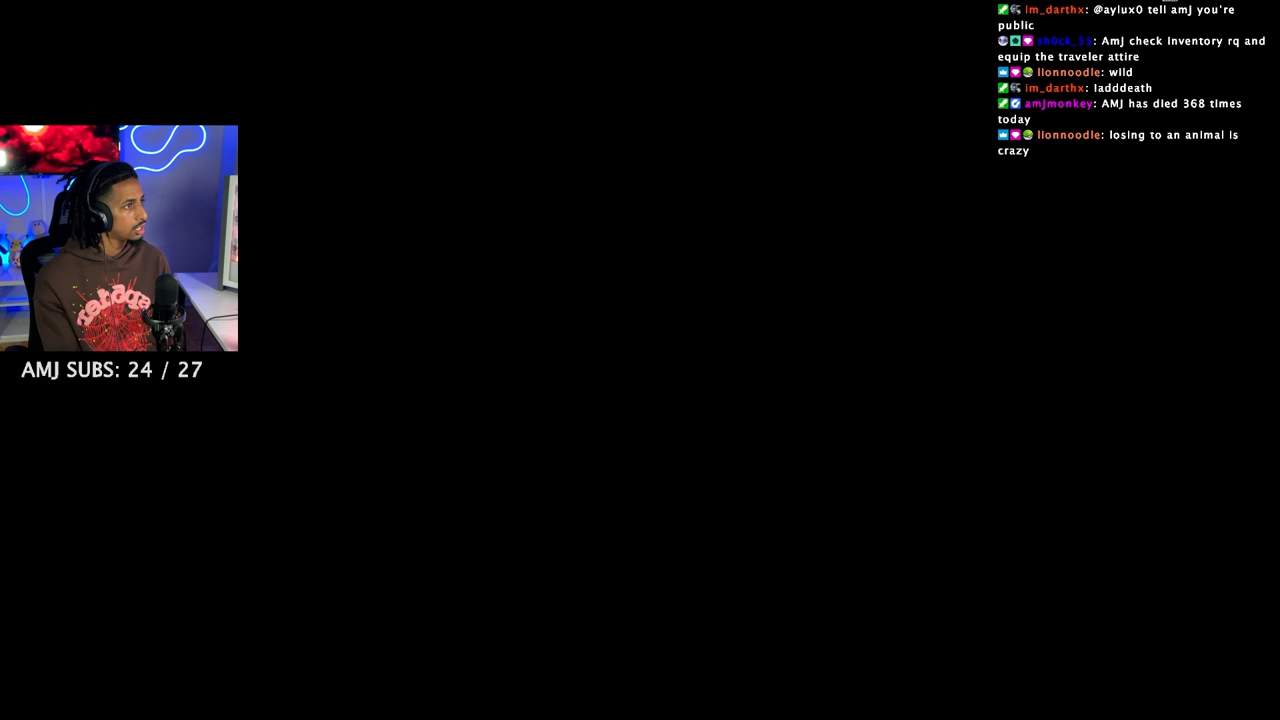 im_darthx: @aylux0 tell amj you're
public
sh0ck_55: AmJ check inventory rq and
equip the traveler attire
lionnoodle: wild
im_darthx: ladddeath
amjmonkey: AMJ has died 368 times
today
lionnoodle: losing to an animal is
crazy
AMJ SUBS: 24 / 27